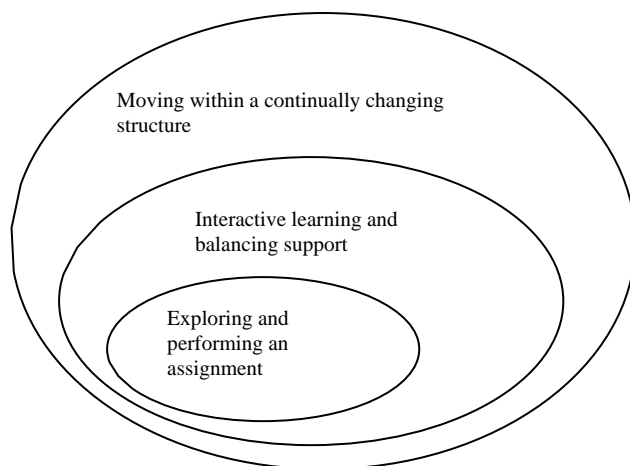 Moving within a continually changing
structure
Interactive learning and
balancing support
Exploring and
performing an
assignment